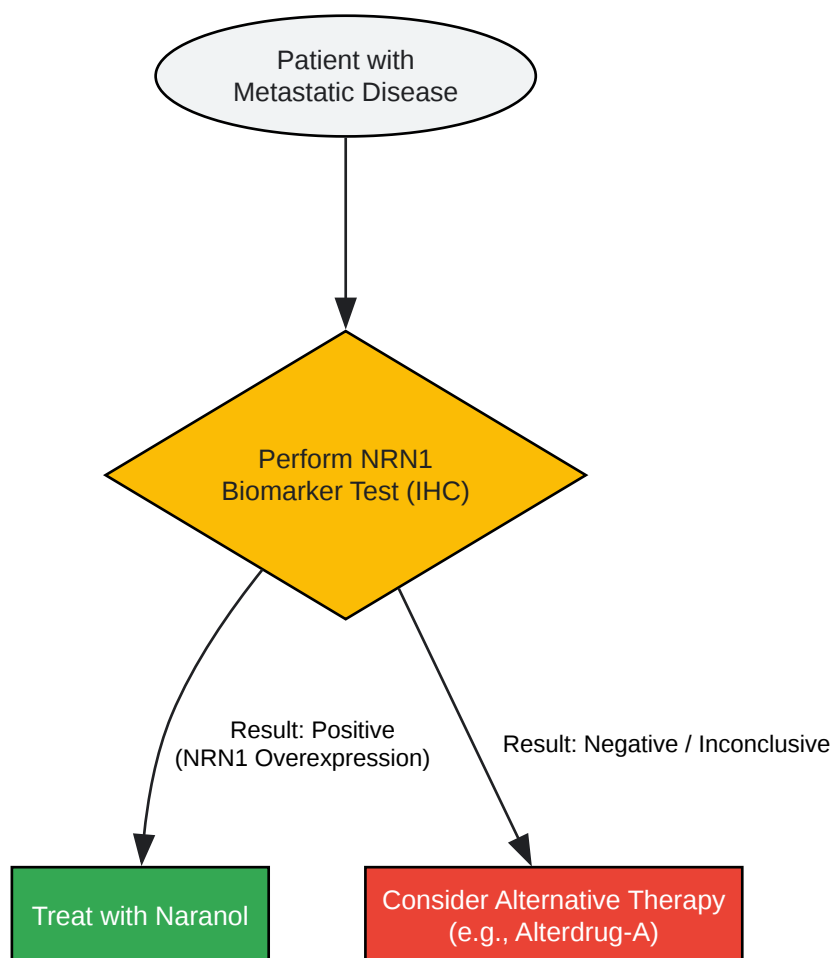 Patient with
Metastatic Disease
Perform NRN1
Biomarker Test (IHC)
Result: Positive
(NRN1 Overexpression)
Result: Negative / Inconclusive
Treat with Naranol
Consider Alternative Therapy
(e.g., Alterdrug-A)